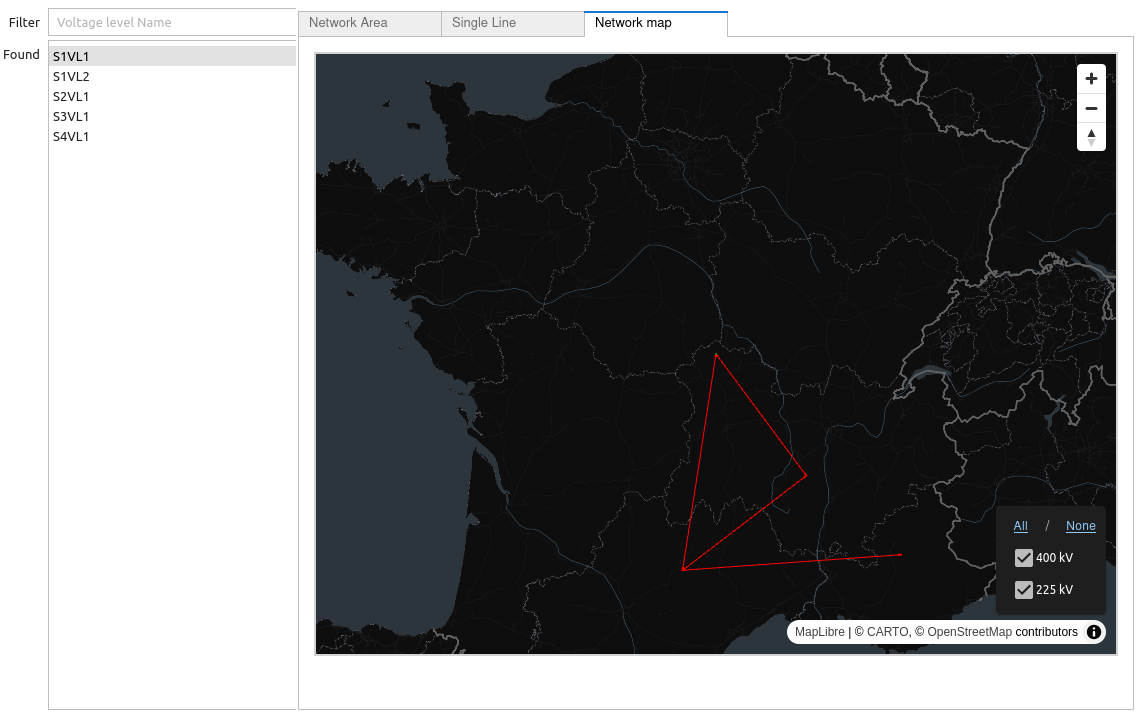 Filter
Voltage level Name
Found
S1VL1
S1VL2
S2VL1
S3VL1
S4VL1
Network Area
Single Line
Network map
All / None
400 kV
225 kV
MapLibre | © CARTO, © OpenStreetMap contributors